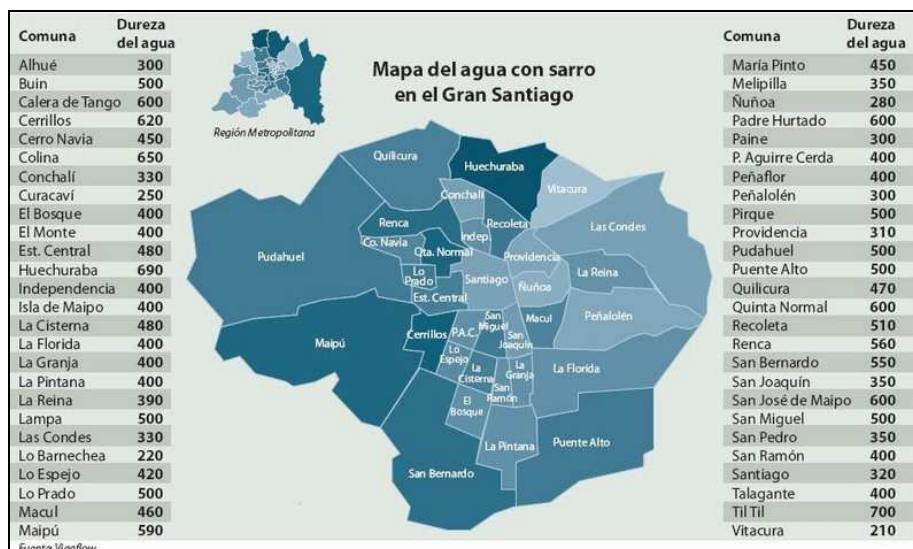 Comuna Dureza del agua
Alhué 300
Buin 500
Calera de Tango 600
Cerrillos 620
Cerro Navia 450
Colina 650
Conchalí 330
Curacaví 250
El Bosque 400
El Monte 400
Est. Central 480
Huechuraba 690
Independencia 400
Isla de Maipo 400
La Cisterna 480
La Florida 400
La Granja 400
La Pintana 400
La Reina 390
Lampa 500
Las Condes 330
Lo Barnechea 220
Lo Espejo 420
Lo Prado 500
Macul 460
Maipú 590
Fuente: Vigaflow
Región Metropolitana
Mapa del agua con sarro
en el Gran Santiago
Quilicura
Huechuraba
Vitacura
Conchalí
Las Condes
Renca
Recoleta
Indep.
Co. Navia
Qta. Normal
Providencia
Pudahuel
La Reina
Lo Prado
Santiago
Ñuñoa
Est. Central
Peñalolén
San Miguel
Macul
Maipú
Cerrillos
P.A.C.
San Joaquín
Lo Espejo
La Cisterna
La Granja
La Florida
San Ramón
El Bosque
La Pintana
Puente Alto
San Bernardo
Comuna Dureza del agua
María Pinto 450
Melipilla 350
Ñuñoa 280
Padre Hurtado 600
Paine 300
P. Aguirre Cerda 400
Peñaflor 400
Peñalolén 300
Pirque 500
Providencia 310
Pudahuel 500
Puente Alto 500
Quilicura 470
Quinta Normal 600
Recoleta 510
Renca 560
San Bernardo 550
San Joaquín 350
San José de Maipo 600
San Miguel 500
San Pedro 350
San Ramón 400
Santiago 320
Talagante 400
Til Til 700
Vitacura 210